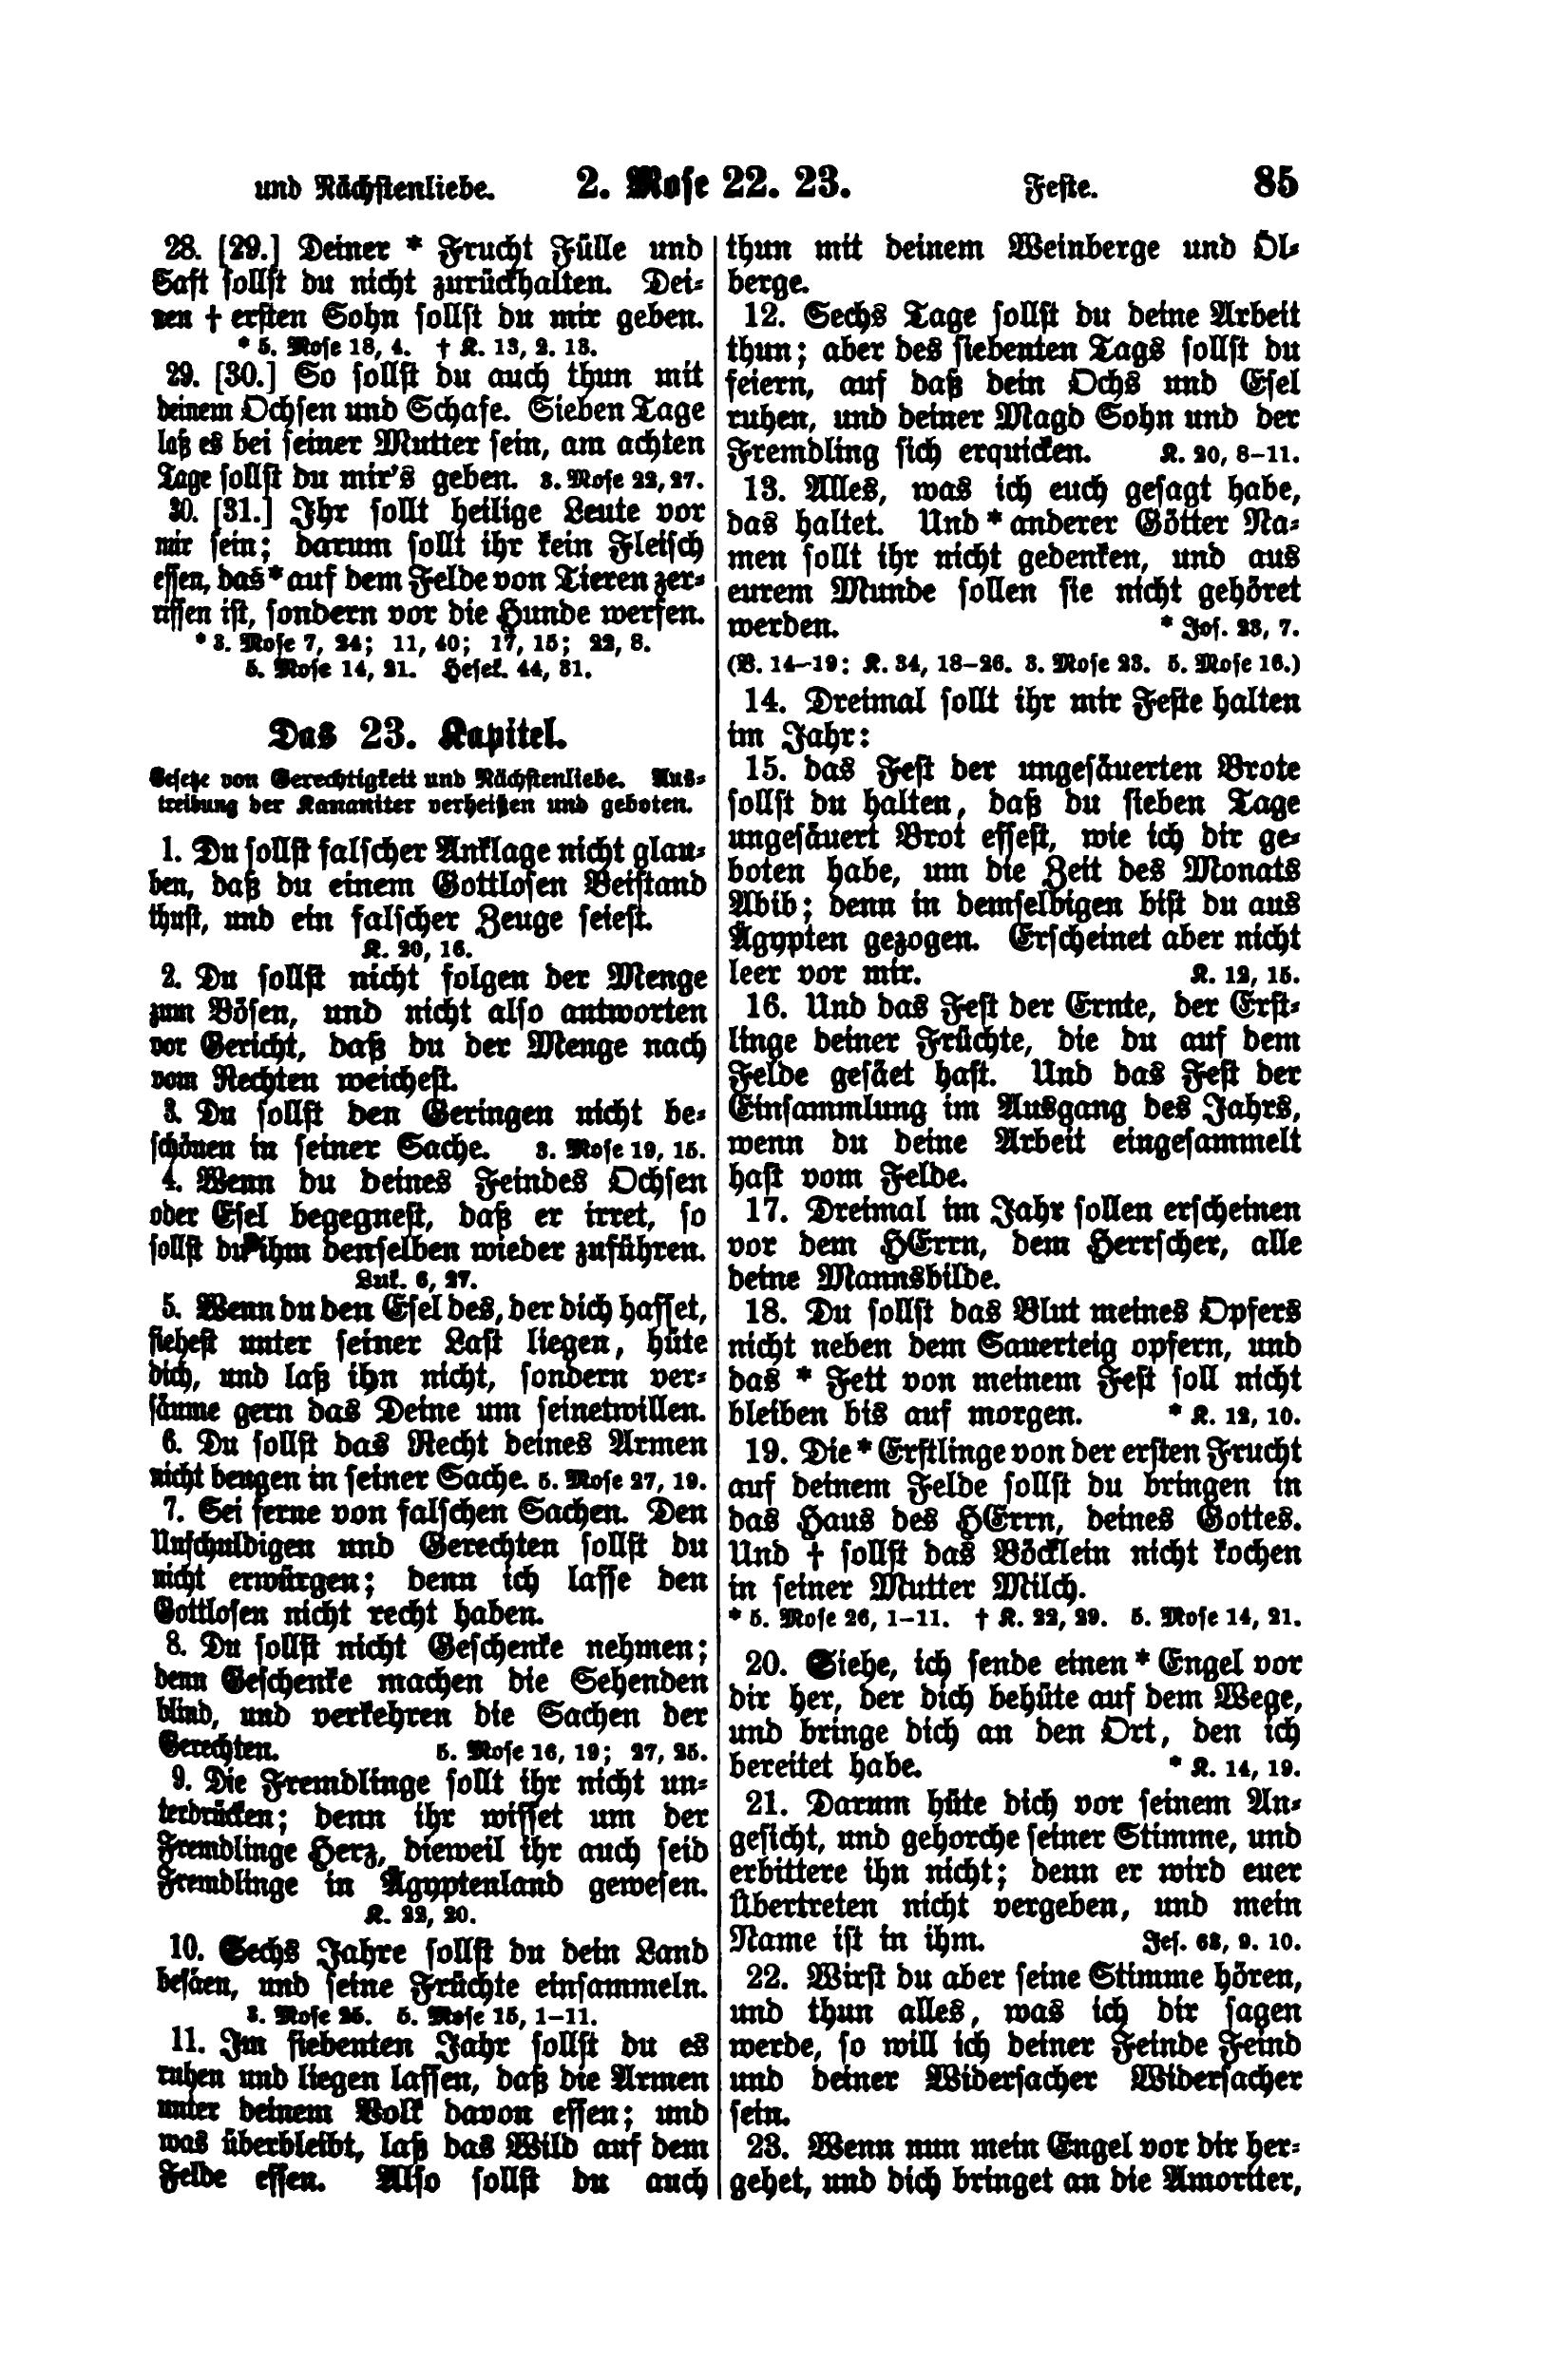 und Nächstenliebe. 2. Mose 22. 23. Feste. 85
28. [29.] Deiner * Frucht Fülle und
Saft sollst du nicht zurückhalten. Dei-
nen † ersten Sohn sollst du mir geben.
* 5. Mose 18, 4. † K. 13, 2. 13.
29. [30.] So sollst du auch thun mit
deinem Ochsen und Schafe. Sieben Tage
laß es bei seiner Mutter sein, am achten
Tage sollst du mir's geben. 3. Mose 22, 27.
30. [31.] Ihr sollt heilige Leute vor
mir sein; darum sollt ihr kein Fleisch
essen, das * auf dem Felde von Tieren zer-
rissen ist, sondern vor die Hunde werfen.
* 3. Mose 7, 24; 11, 40; 17, 15; 22, 8.
5. Mose 14, 21. Hesek. 44, 31.
Das 23. Kapitel.
Gesetze von Gerechtigkeit und Nächstenliebe. Aus-
treibung der Kananiter verheißen und geboten.
1. Du sollst falscher Anklage nicht glau-
ben, daß du einem Gottlosen Beistand
thust, und ein falscher Zeuge seiest.
K. 20, 16.
2. Du sollst nicht folgen der Menge
zum Bösen, und nicht also antworten
vor Gericht, daß du der Menge nach
vom Rechten weichest.
3. Du sollst den Geringen nicht be-
schönen in seiner Sache. 3. Mose 19, 15.
4. Wenn du deines Feindes Ochsen
oder Esel begegnest, daß er irret, so
sollst du ihm denselben wieder zuführen.
Luk. 6, 27.
5. Wenn du den Esel des, der dich hasset,
siehest unter seiner Last liegen, hüte
dich, und laß ihn nicht, sondern ver-
säume gern das Deine um seinetwillen.
6. Du sollst das Recht deines Armen
nicht beugen in seiner Sache. 5. Mose 27, 19.
7. Sei ferne von falschen Sachen. Den
Unschuldigen und Gerechten sollst du
nicht erwürgen; denn ich lasse den
Gottlosen nicht recht haben.
8. Du sollst nicht Geschenke nehmen;
denn Geschenke machen die Sehenden
blind, und verkehren die Sachen der
Gerechten. 5. Mose 16, 19; 27, 25.
9. Die Fremdlinge sollt ihr nicht un-
terdrücken; denn ihr wisset um der
Fremdlinge Herz, dieweil ihr auch seid
Fremdlinge in Ägyptenland gewesen.
K. 22, 20.
10. Sechs Jahre sollst du dein Land
besäen, und seine Früchte einsammeln.
3. Mose 25. 5. Mose 15, 1-11.
11. Im siebenten Jahr sollst du es
ruhen und liegen lassen, daß die Armen
unter deinem Volk davon essen; und
was überbleibt, laß das Wild auf dem
Felde essen. Also sollst du auch
thun mit deinem Weinberge und Öl-
berge.
12. Sechs Tage sollst du deine Arbeit
thun; aber des siebenten Tags sollst du
feiern, auf daß dein Ochs und Esel
ruhen, und deiner Magd Sohn und der
Fremdling sich erquicken. K. 20, 8-11.
13. Alles, was ich euch gesagt habe,
das haltet. Und * anderer Götter Na-
men sollt ihr nicht gedenken, und aus
eurem Munde sollen sie nicht gehöret
werden. * Jos. 23, 7.
(V. 14-19: K. 34, 18-26. 3. Mose 23. 5. Mose 16.)
14. Dreimal sollt ihr mir Feste halten
im Jahr:
15. das Fest der ungesäuerten Brote
sollst du halten, daß du sieben Tage
ungesäuert Brot essest, wie ich dir ge-
boten habe, um die Zeit des Monats
Abib; denn in demselbigen bist du aus
Ägypten gezogen. Erscheinet aber nicht
leer vor mir. K. 12, 15.
16. Und das Fest der Ernte, der Erst-
linge deiner Früchte, die du auf dem
Felde gesäet hast. Und das Fest der
Einsammlung im Ausgang des Jahrs,
wenn du deine Arbeit eingesammelt
hast vom Felde.
17. Dreimal im Jahr sollen erscheinen
vor dem HErrn, dem Herrscher, alle
deine Mannsbilde.
18. Du sollst das Blut meines Opfers
nicht neben dem Sauerteig opfern, und
das * Fett von meinem Fest soll nicht
bleiben bis auf morgen. * K. 12, 10.
19. Die * Erstlinge von der ersten Frucht
auf deinem Felde sollst du bringen in
das Haus des HErrn, deines Gottes.
Und † sollst das Böcklein nicht kochen
in seiner Mutter Milch.
* 5. Mose 26, 1-11. † K. 22, 29. 5. Mose 14, 21.
20. Siehe, ich sende einen * Engel vor
dir her, der dich behüte auf dem Wege,
und bringe dich an den Ort, den ich
bereitet habe. * K. 14, 19.
21. Darum hüte dich vor seinem An-
gesicht, und gehorche seiner Stimme, und
erbittere ihn nicht; denn er wird euer
Übertreten nicht vergeben, und mein
Name ist in ihm. Jes. 63, 9. 10.
22. Wirst du aber seine Stimme hören,
und thun alles, was ich dir sagen
werde, so will ich deiner Feinde Feind
und deiner Widersacher Widersacher
sein.
23. Wenn nun mein Engel vor dir her-
gehet, und dich bringet an die Amoriter,